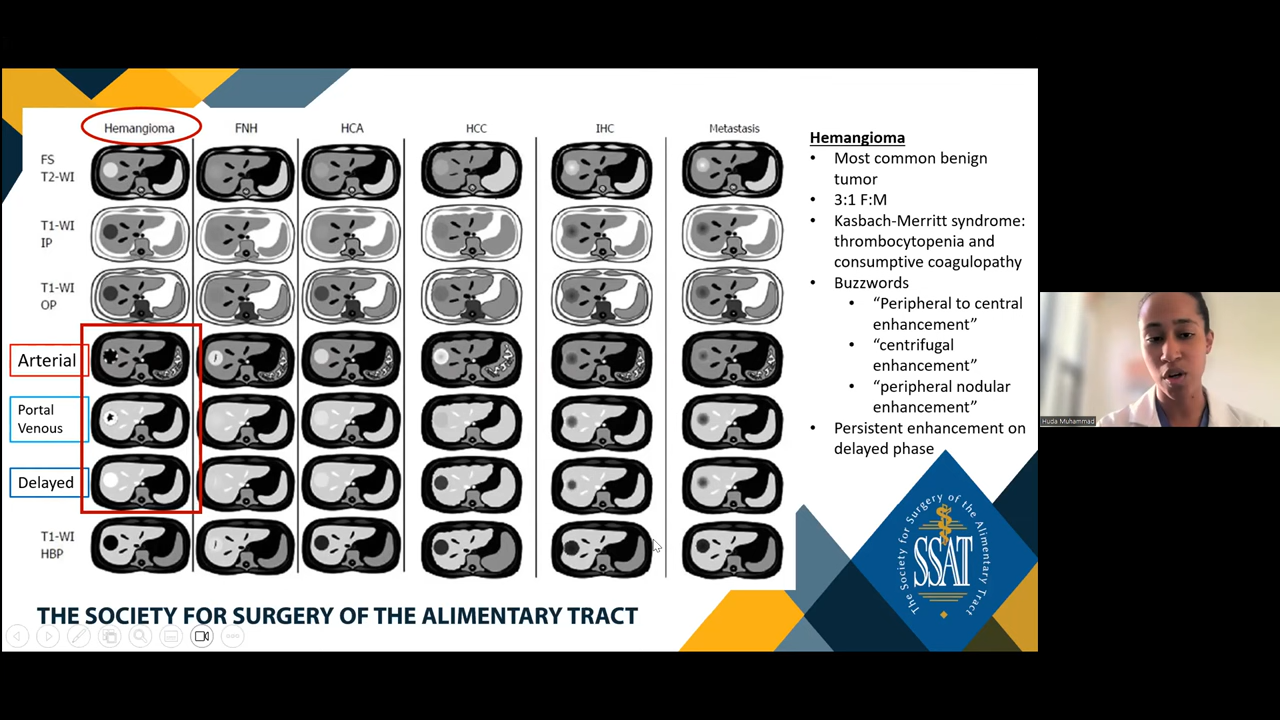 Hemangioma
FNH
HCA
HCC
IHC
Metastasis
FS
T2-WI
T1-WI
IP
T1-WI
OP
Arterial
Portal
Venous
Delayed
T1-WI
HBP
Hemangioma
• Most common benign
tumor
• 3:1 F:M
• Kasbach-Merritt syndrome:
thrombocytopenia and
consumptive coagulopathy
• Buzzwords
• “Peripheral to central
enhancement”
• “centrifugal
enhancement”
• “peripheral nodular
enhancement”
• Persistent enhancement on
delayed phase
The Society for Surgery of the Alimentary Tract
SSAT
THE SOCIETY FOR SURGERY OF THE ALIMENTARY TRACT
Huda Muhammad